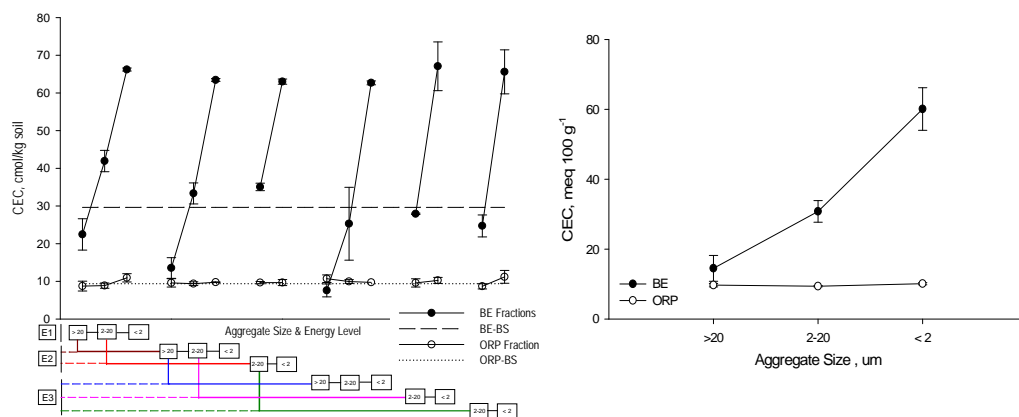 80
70
60
50
40
30
20
10
0
CEC, cmol/kg soil
Aggregate Size & Energy Level
BE Fractions
BE-BS
ORP Fraction
ORP-BS
E1
> 20
2-20
< 2
E2
> 20
2-20
< 2
2-20
< 2
E3
> 20
2-20
< 2
2-20
< 2
2-20
< 2
80
60
40
20
0
CEC, meq 100 g-1
BE
ORP
>20
2-20
< 2
Aggregate Size , um